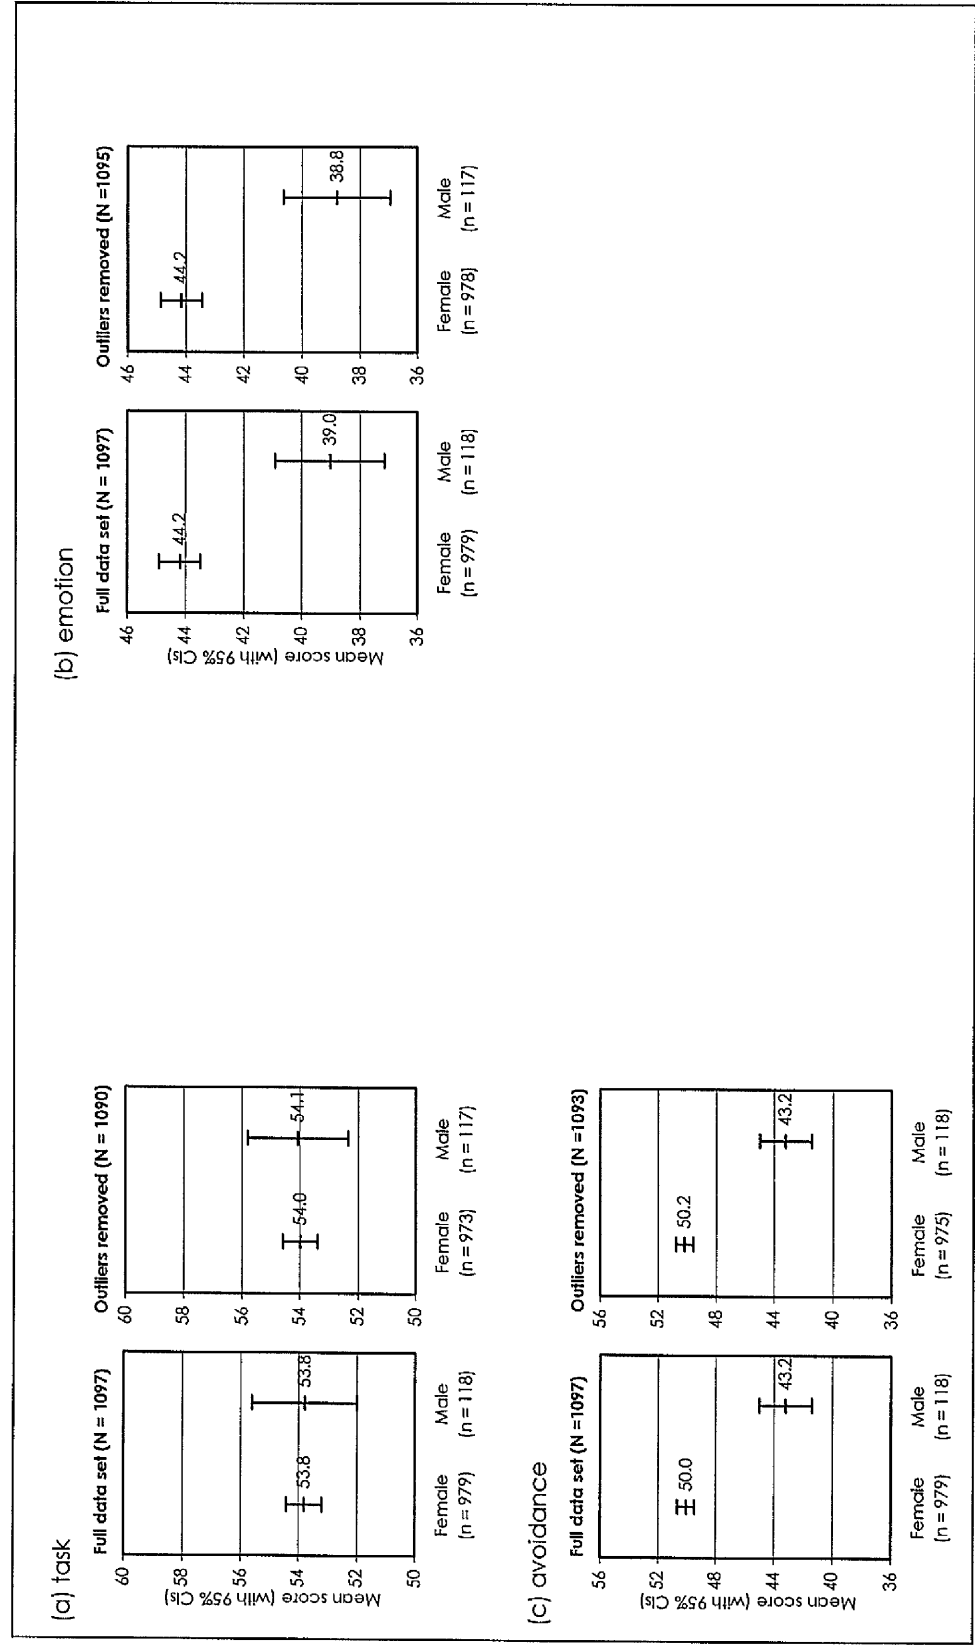 (a) task
Full data set (N = 1097)
Mean score (with 95% CIs)
60
58
56
54
52
50
53.8
53.8
Female
(n = 979)
Male
(n = 118)
Outliers removed (N = 1090)
60
58
56
54
52
50
54.0
54.1
Female
(n = 973)
Male
(n = 117)
(b) emotion
Full data set (N = 1097)
Mean score (with 95% CIs)
46
44
42
40
38
36
44.2
39.0
Female
(n = 979)
Male
(n = 118)
Outliers removed (N =1095)
46
44
42
40
38
36
44.2
38.8
Female
(n = 978)
Male
(n = 117)
(c) avoidance
Full data set (N =1097)
Mean score (with 95% CIs)
56
52
48
44
40
36
50.0
43.2
Female
(n = 979)
Male
(n = 118)
Outliers removed (N =1093)
56
52
48
44
40
36
50.2
43.2
Female
(n = 975)
Male
(n = 118)